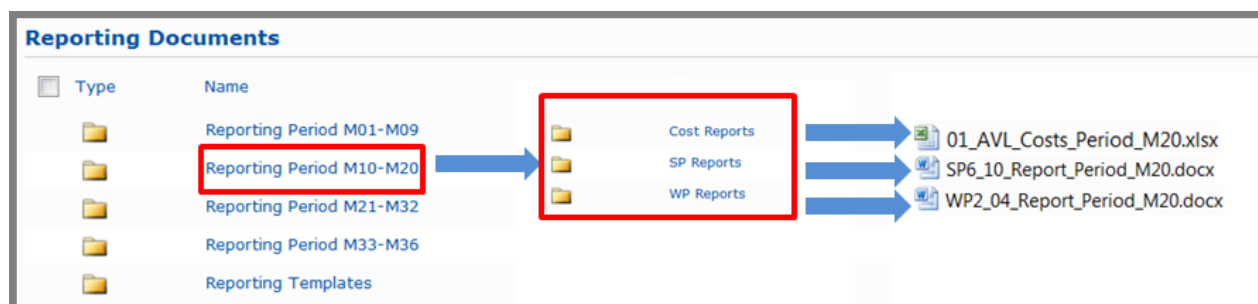 Reporting Documents
Type Name
Reporting Period M01-M09
Reporting Period M10-M20
Reporting Period M21-M32
Reporting Period M33-M36
Reporting Templates
Cost Reports
SP Reports
WP Reports
01_AVL_Costs_Period_M20.xlsx
SP6_10_Report_Period_M20.docx
WP2_04_Report_Period_M20.docx